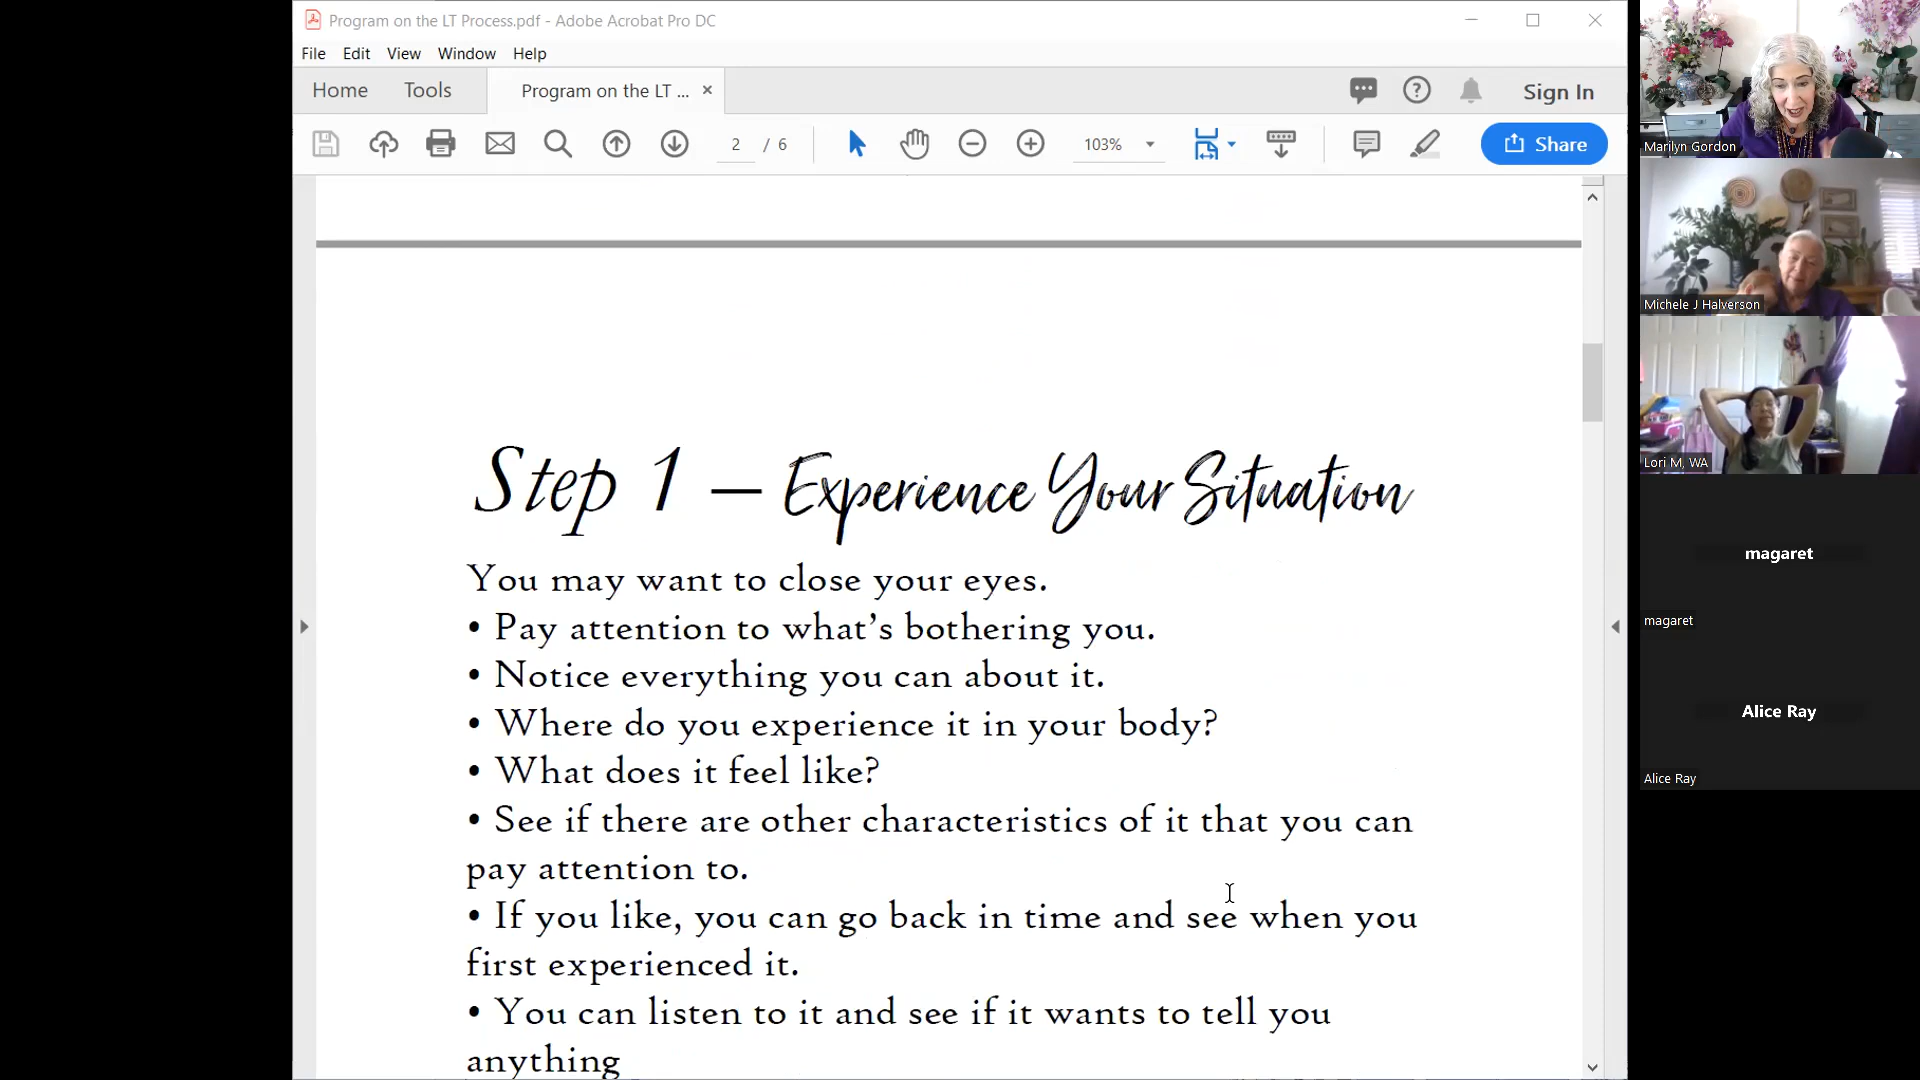 Program on the LT Process.pdf - Adobe Acrobat Pro DC
File Edit View Window Help
Home Tools Program on the LT ... × Sign In
2 / 6 103% Share
Step 1 – Experience Your Situation
You may want to close your eyes.
• Pay attention to what’s bothering you.
• Notice everything you can about it.
• Where do you experience it in your body?
• What does it feel like?
• See if there are other characteristics of it that you can
pay attention to.
• If you like, you can go back in time and see when you
first experienced it.
• You can listen to it and see if it wants to tell you
anything
Marilyn Gordon
Michele J Halverson
Lori M, WA
magaret
magaret
Alice Ray
Alice Ray